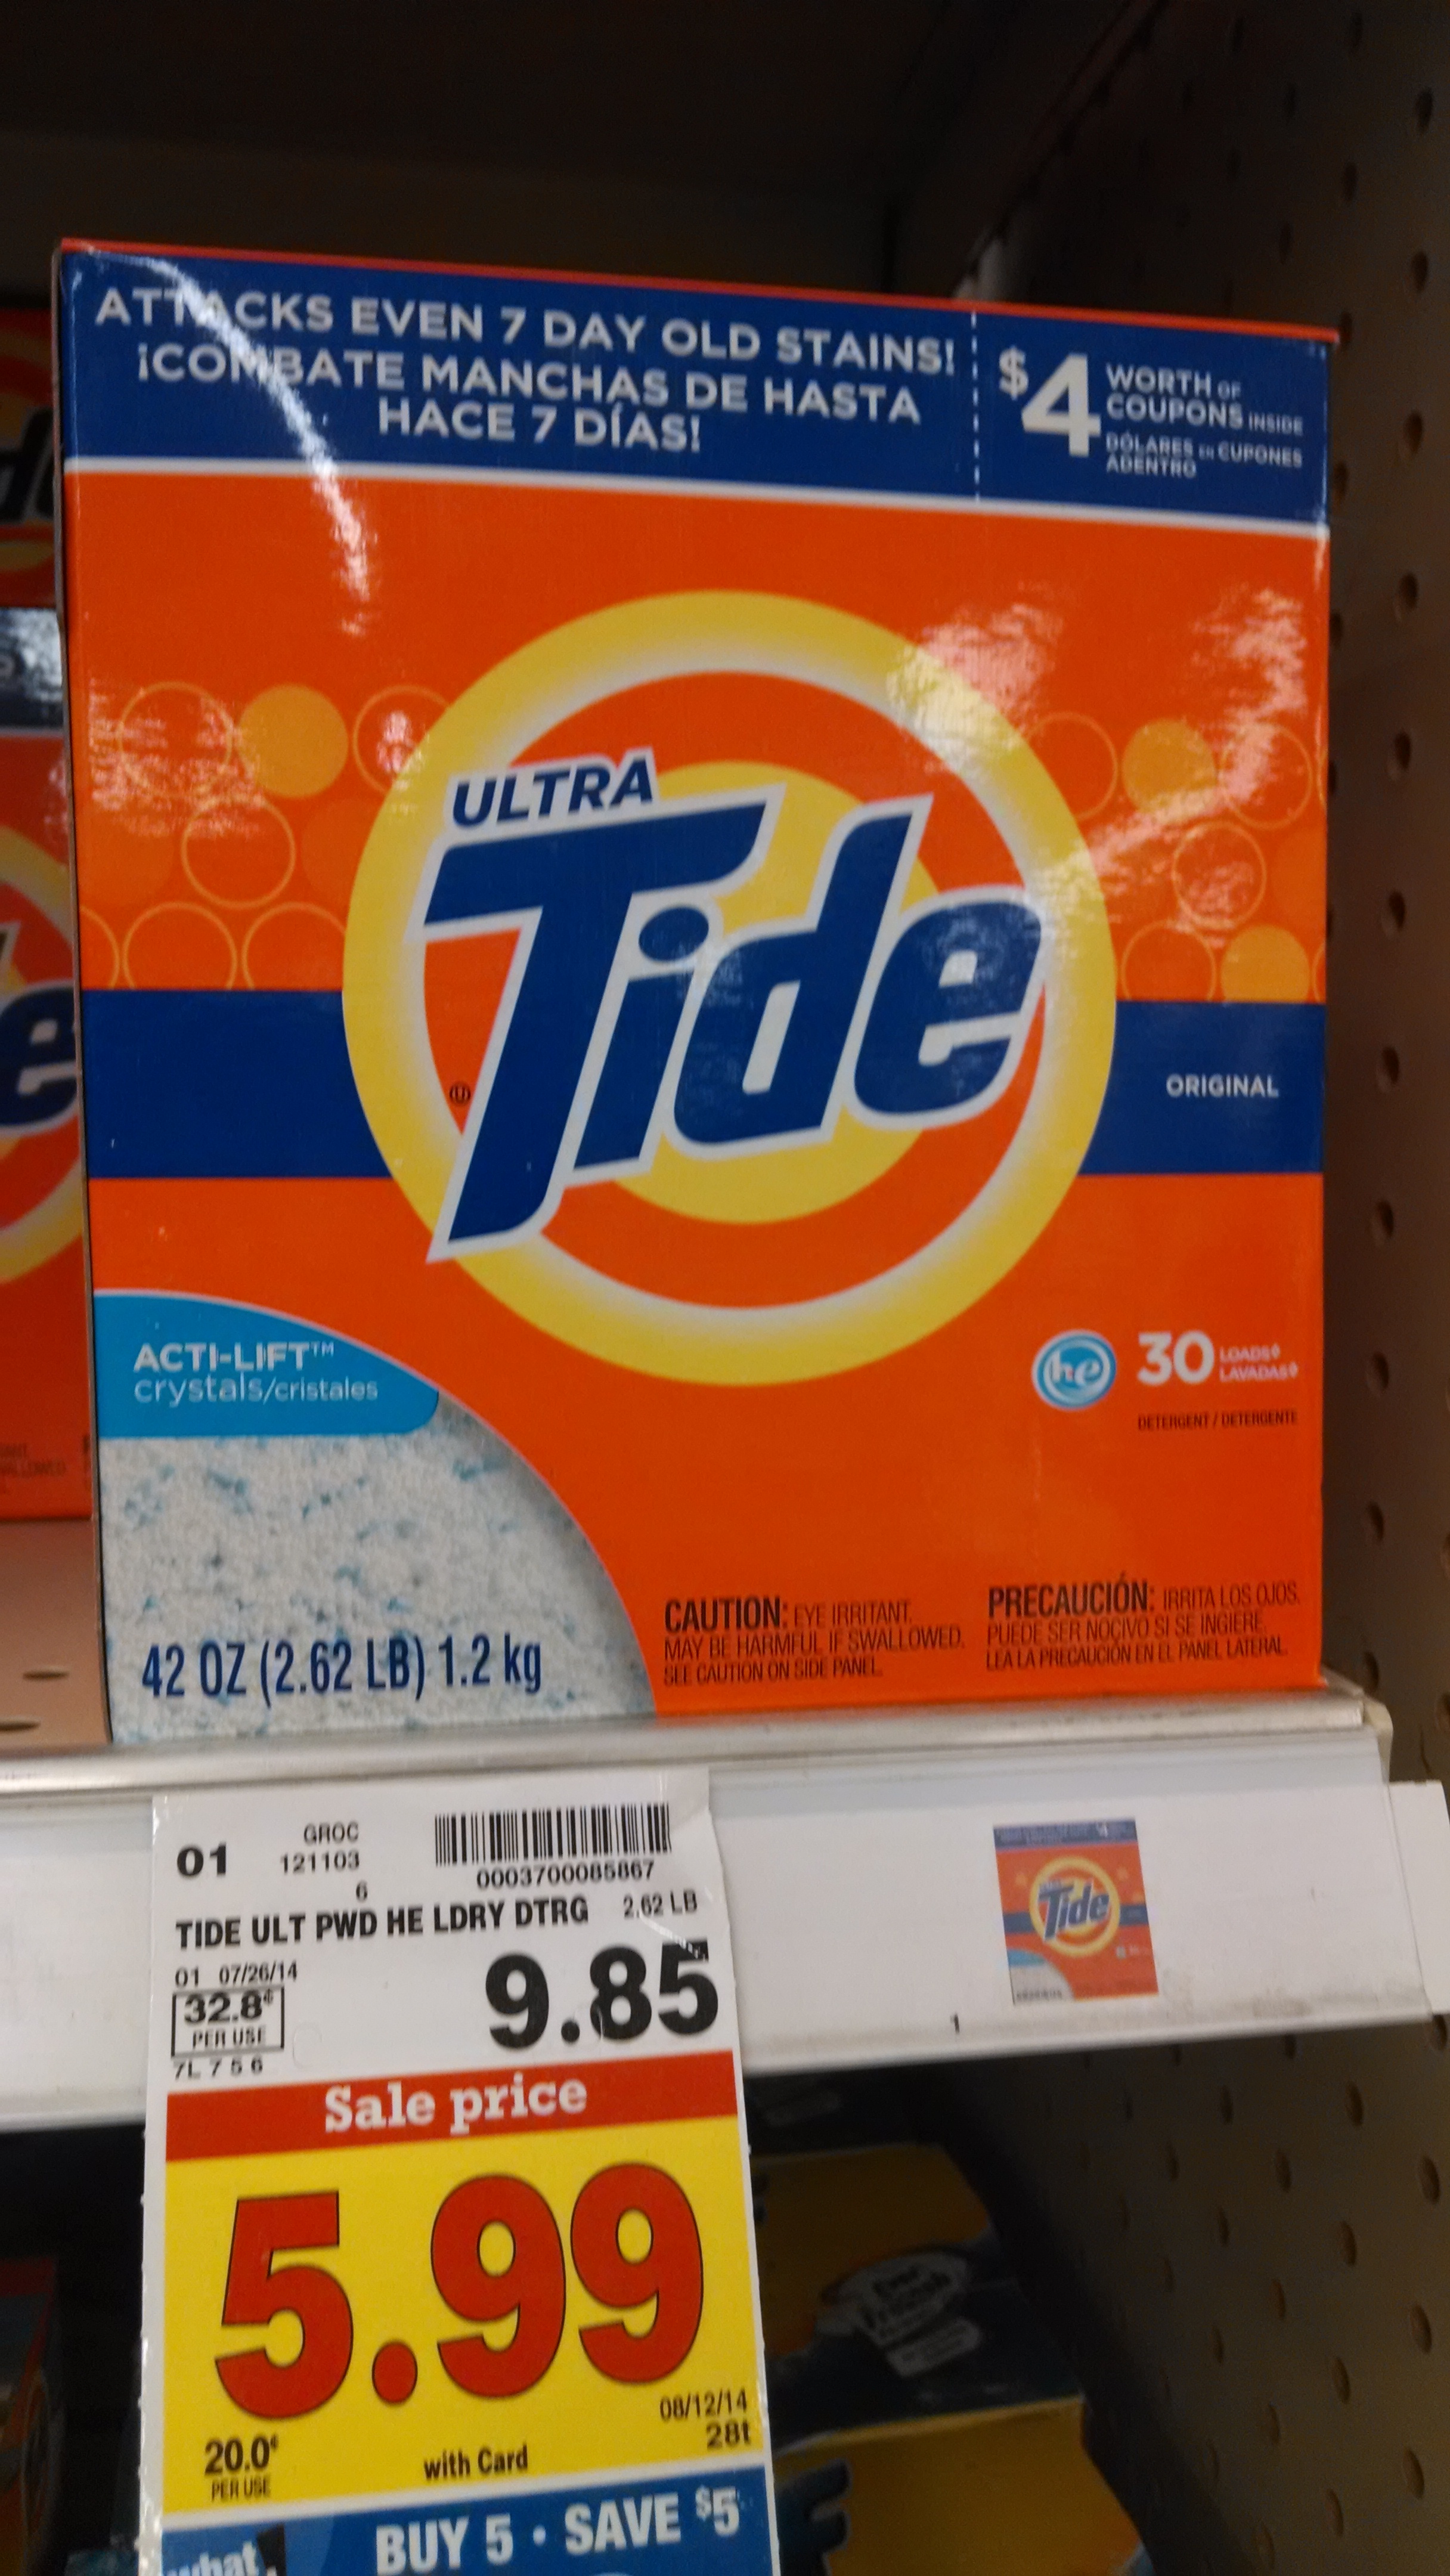 ATTACKS EVEN 7 DAY OLD STAINS!
¡COMBATE MANCHAS DE HASTA
HACE 7 DÍAS!
$4 WORTH OF
COUPONS INSIDE
DÓLARES EN CUPONES
ADENTRO
ULTRA
Tide
ORIGINAL
ACTI-LIFT™
crystals/cristales
he
30 LOADS◊
LAVADAS◊
DETERGENT / DETERGENTE
42 OZ (2.62 LB) 1.2 kg
CAUTION: EYE IRRITANT.
MAY BE HARMFUL IF SWALLOWED.
SEE CAUTION ON SIDE PANEL.
PRECAUCIÓN: IRRITA LOS OJOS.
PUEDE SER NOCIVO SI SE INGIERE.
LEA LA PRECAUCIÓN EN EL PANEL LATERAL.
01 GROC
121103
6
0003700085867
TIDE ULT PWD HE LDRY DTRG 2.62 LB
01 07/26/14
32.8¢
PER USE
7L 7 5 6
9.85
Sale price
5.99
08/12/14
28t
20.0¢
PER USE
with Card
BUY 5 • SAVE $5
what
Tide
1